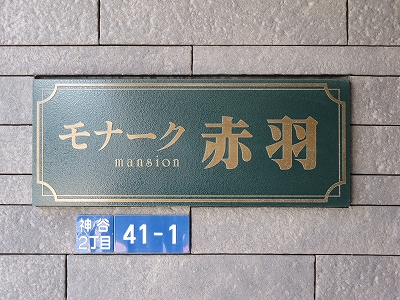 モナーク 赤羽
mansion
神谷
2丁目
41-1